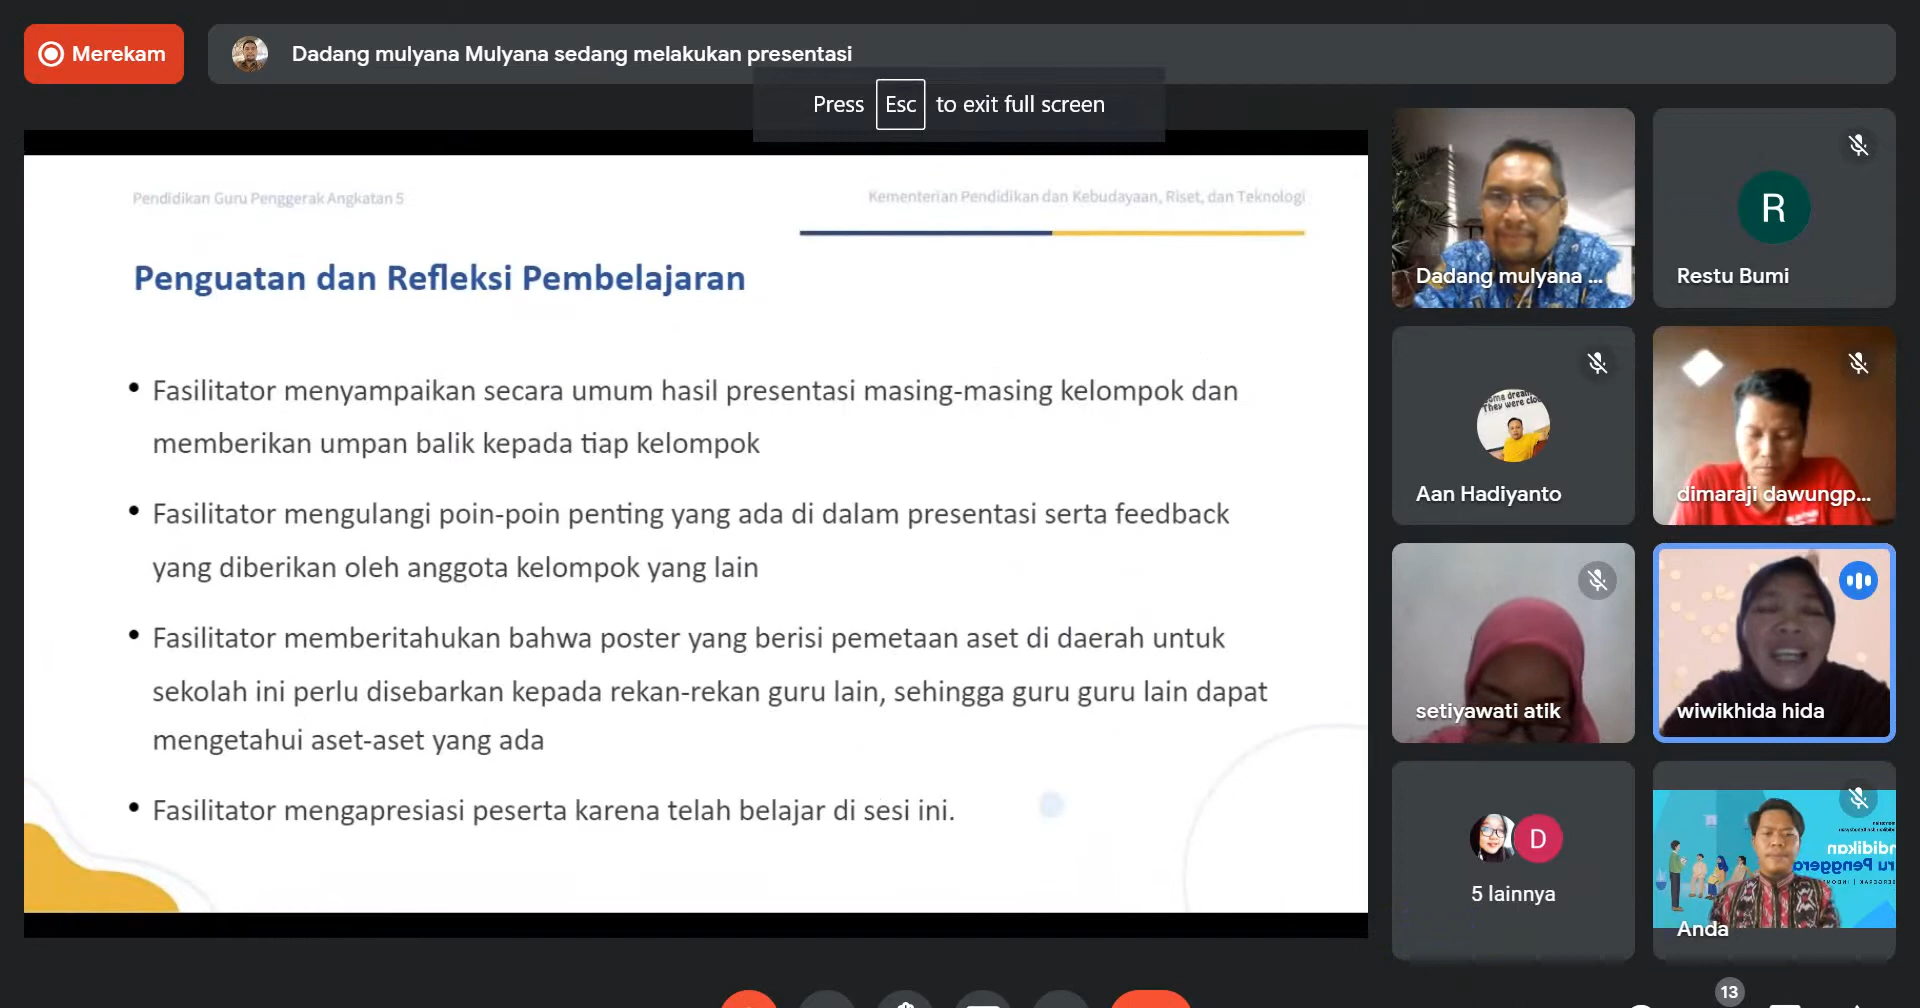 Merekam
Dadang mulyana Mulyana sedang melakukan presentasi
Press Esc to exit full screen
Pendidikan Guru Penggerak Angkatan 5
Kementerian Pendidikan dan Kebudayaan, Riset, dan Teknologi
Penguatan dan Refleksi Pembelajaran
• Fasilitator menyampaikan secara umum hasil presentasi masing-masing kelompok dan
memberikan umpan balik kepada tiap kelompok
• Fasilitator mengulangi poin-poin penting yang ada di dalam presentasi serta feedback
yang diberikan oleh anggota kelompok yang lain
• Fasilitator memberitahukan bahwa poster yang berisi pemetaan aset di daerah untuk
sekolah ini perlu disebarkan kepada rekan-rekan guru lain, sehingga guru guru lain dapat
mengetahui aset-aset yang ada
• Fasilitator mengapresiasi peserta karena telah belajar di sesi ini.
Dadang mulyana ...
R
Restu Bumi
They were clo
Aan Hadiyanto
dimaraji dawungp...
setiyawati atik
wiwikhida hida
D
5 lainnya
ndidikan
ru Penggera
Anda
13